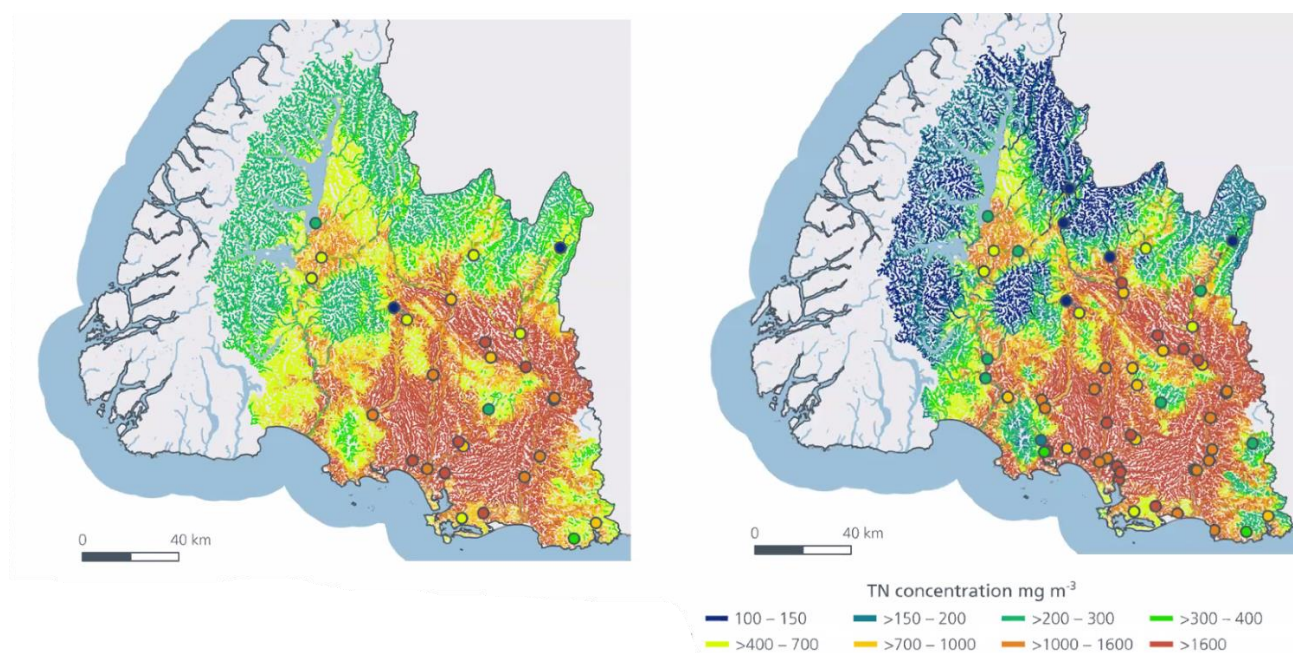 0 40 km
0 40 km
TN concentration mg m⁻³
100 – 150 >150 – 200 >200 – 300 >300 – 400
>400 – 700 >700 – 1000 >1000 – 1600 >1600